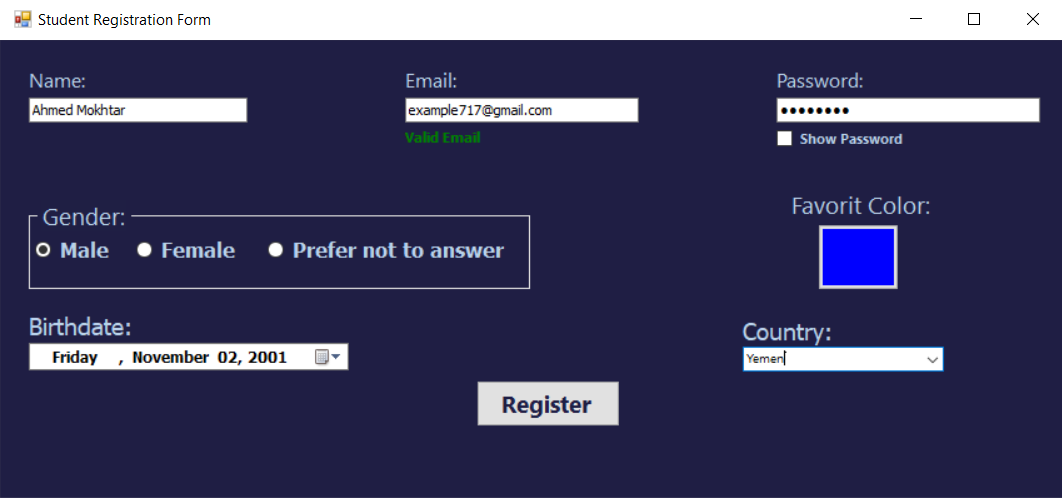 Student Registration Form
Name: Email: Password:
Ahmed Mokhtar example717@gmail.com ●●●●●●●●
Valid Email Show Password
Favorit Color:
Gender:
Male Female Prefer not to answer
Birthdate: Country:
Friday , November 02, 2001 Yemen
Register